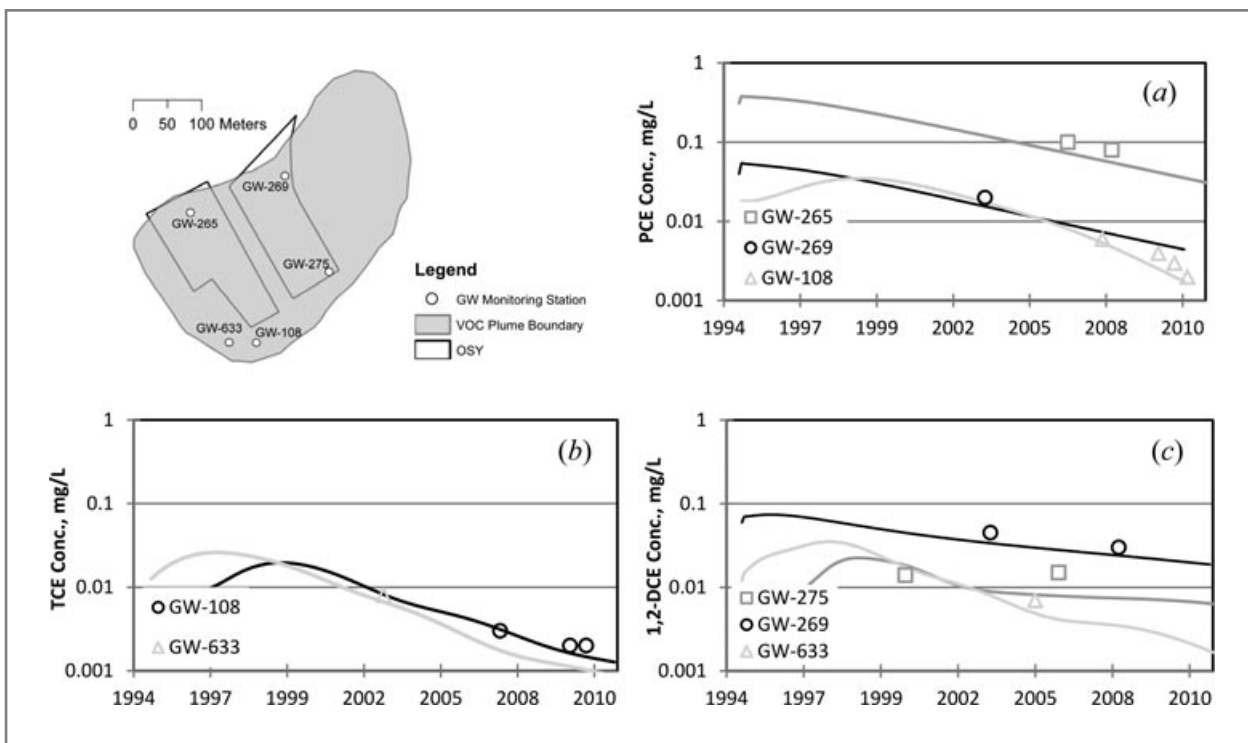 0 50 100 Meters
GW-269
GW-265
GW-275
GW-633 GW-108
Legend
GW Monitoring Station
VOC Plume Boundary
OSY
(a)
PCE Conc., mg/L
1
0.1
0.01
0.001
GW-265
GW-269
GW-108
1994 1997 1999 2002 2005 2008 2010
(b)
TCE Conc., mg/L
1
0.1
0.01
0.001
GW-108
GW-633
1994 1997 1999 2002 2005 2008 2010
(c)
1,2-DCE Conc., mg/L
1
0.1
0.01
0.001
GW-275
GW-269
GW-633
1994 1997 1999 2002 2005 2008 2010